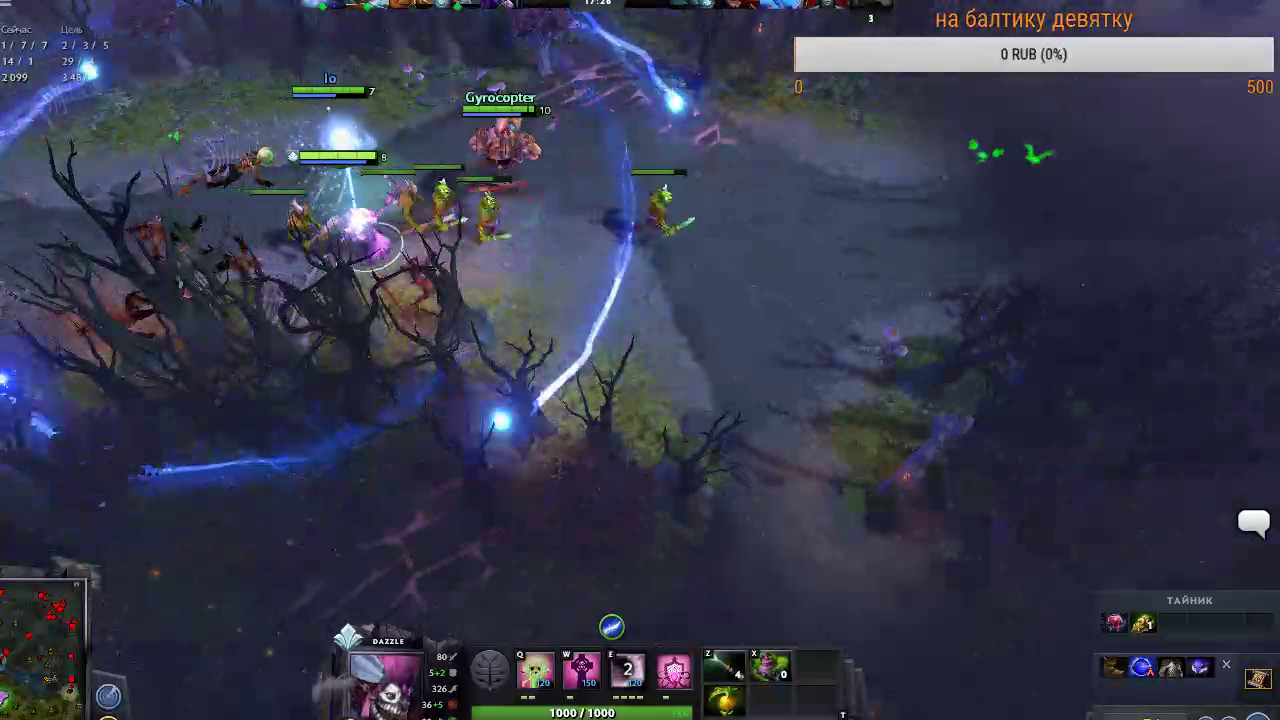 17:26
3
на балтику девятку
0 RUB (0%)
0
500
Сейчас Цель
1 / 7 / 7 2 / 3 / 5
14 / 1
2 099
Io
7
Gyrocopter
10
8
ТАЙНИК
1
DAZZLE
80
5+2
326
36+5
Q
120
W
150
E
2
120
Z
4
X
0
1000 / 1000
T